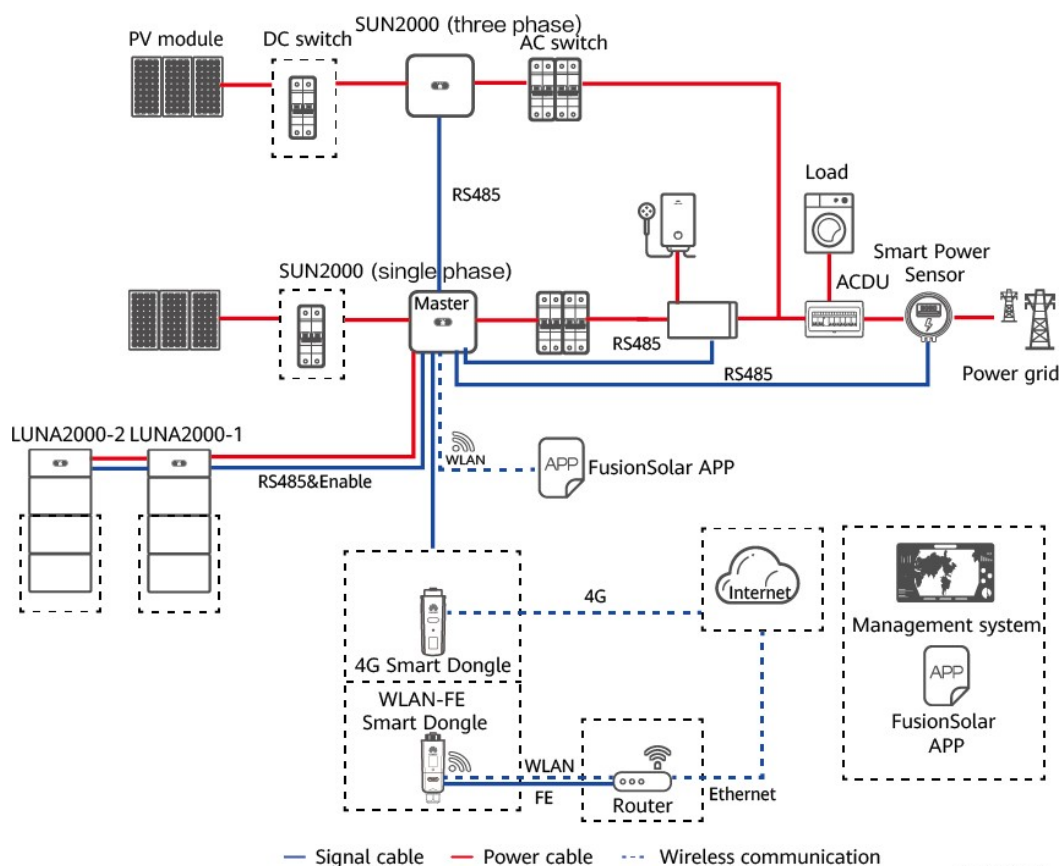 SUN2000 (three phase)
PV module
DC switch
AC switch
RS485
Load
Smart Power
Sensor
SUN2000 (single phase)
Master
ACDU
RS485
RS485
Power grid
LUNA2000-2
LUNA2000-1
RS485&Enable
WLAN
APP
FusionSolar APP
4G
Internet
4G Smart Dongle
Management system
APP
FusionSolar
APP
WLAN-FE
Smart Dongle
WLAN
FE
Router
Ethernet
Signal cable
Power cable
Wireless communication